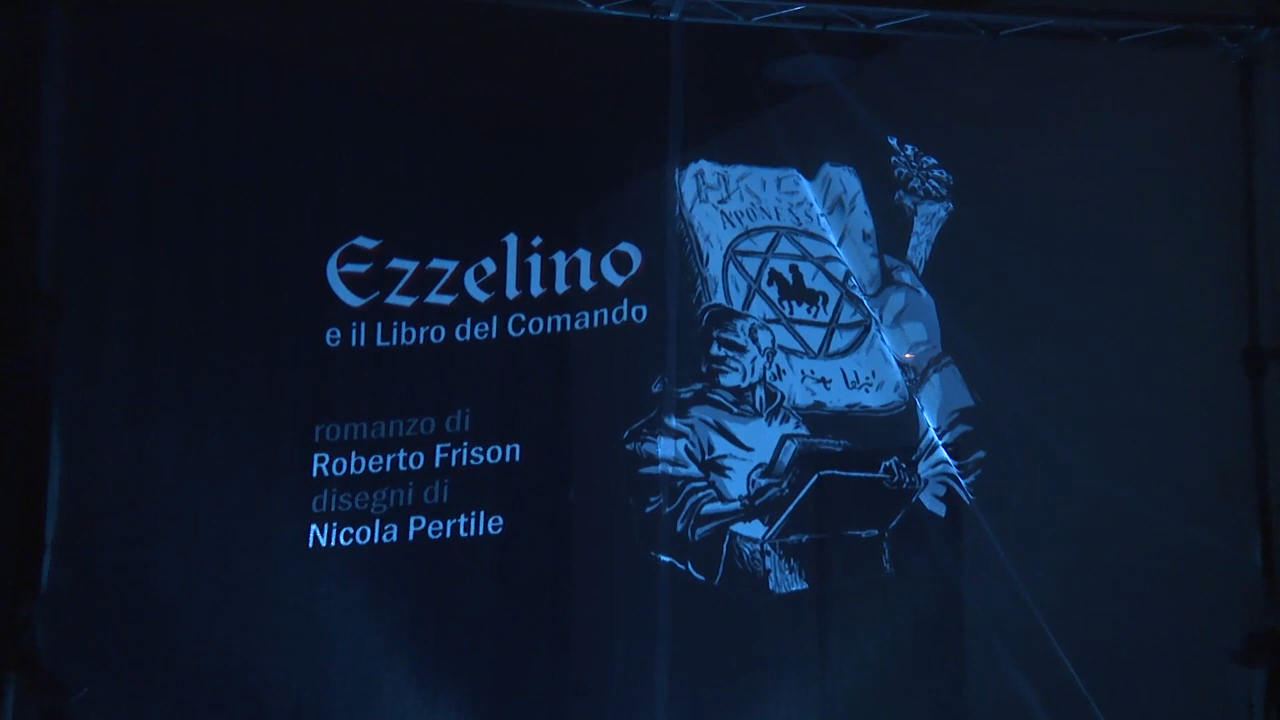 Ezzelino
e il Libro del Comando
romanzo di
Roberto Frison
disegni di
Nicola Pertile